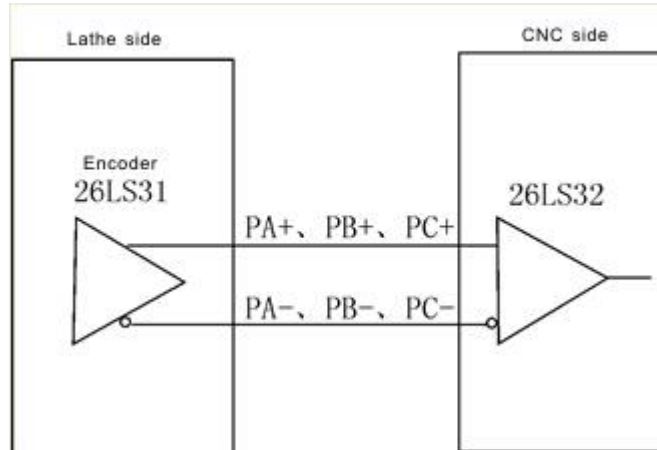 Lathe side
CNC side
Encoder
26LS31
26LS32
PA+、PB+、PC+
PA-、PB-、PC-